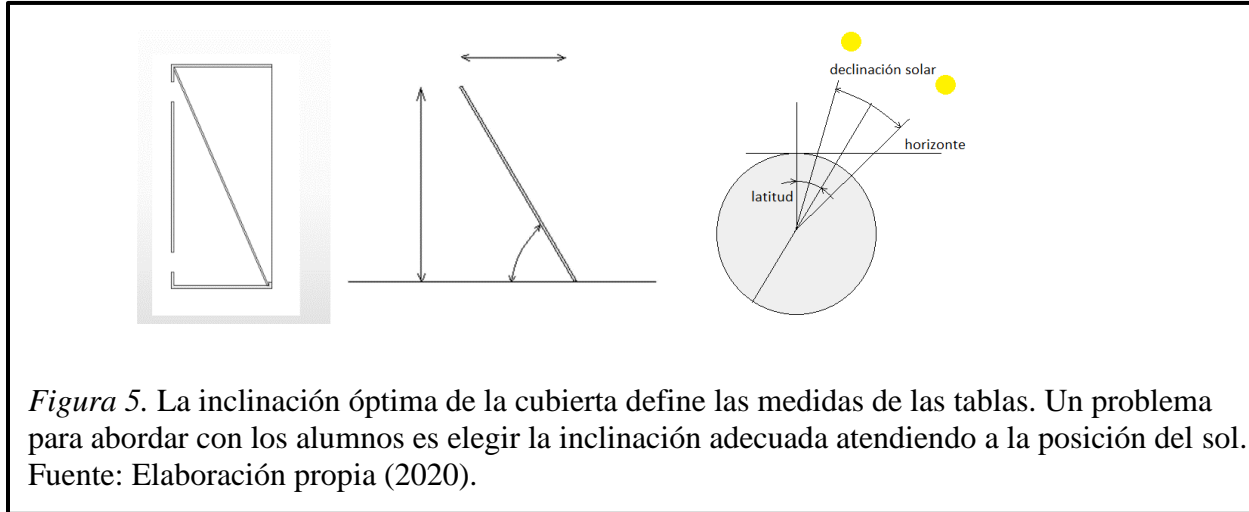 declinación solar
horizonte
latitud
Figura 5. La inclinación óptima de la cubierta define las medidas de las tablas. Un problema
para abordar con los alumnos es elegir la inclinación adecuada atendiendo a la posición del sol.
Fuente: Elaboración propia (2020).